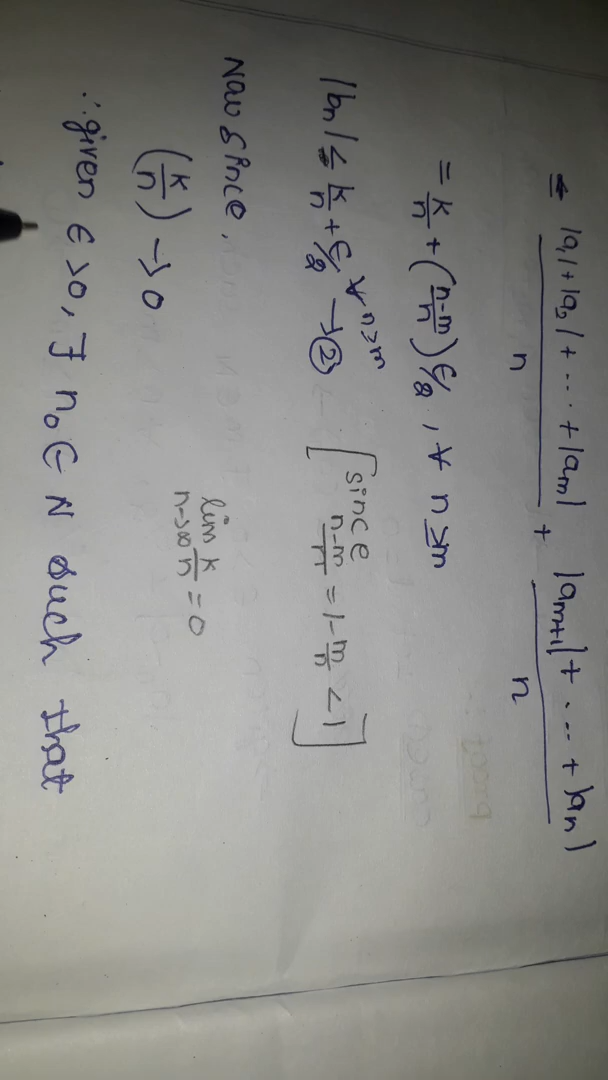 ≤ |a₁| + |a₂| + ... + |aₘ| / n + |aₘ₊₁| + ... + |aₙ| / n
= k/n + (n-m/n) ε/2 , ∀ n ≥ m
|bₙ| < k/n + ε/2 ∀ n ≥ m → ② [since n-m/n = 1 - m/n < 1]
Now since,
(k/n) → 0 lim n→∞ k/n = 0
∴ given ε > 0, ∃ n₀ ∈ N such that